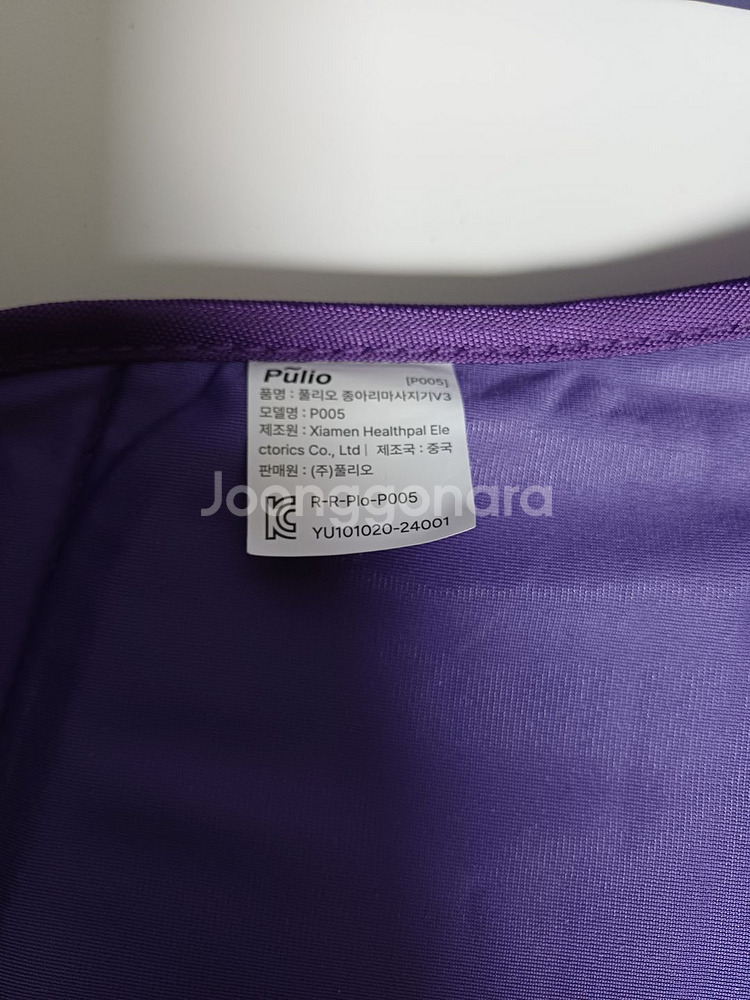 Pulio
[P005]
품명 : 풀리오 종아리마사지기V3
모델명 : P005
제조원 : Xiamen Healthpal Ele
ctorics Co., Ltd | 제조국 : 중국
판매원 : (주)풀리오
R-R-Plo-P005
YU101020-24001
Joonggonara